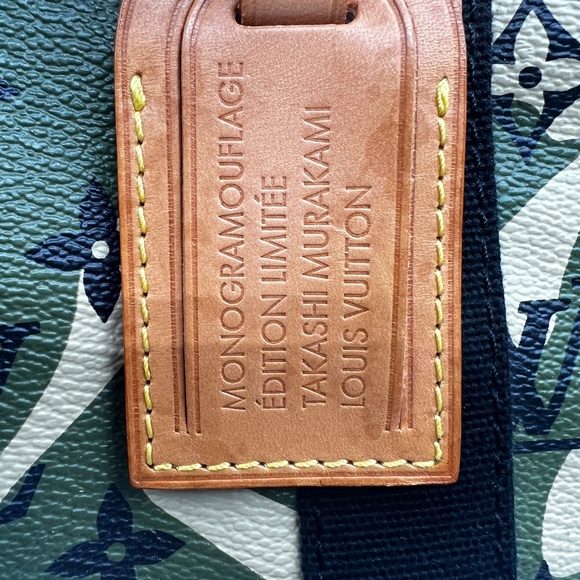 MONOGRAMOUFLAGE
ÉDITION LIMITÉE
TAKASHI MURAKAMI
LOUIS VUITTON